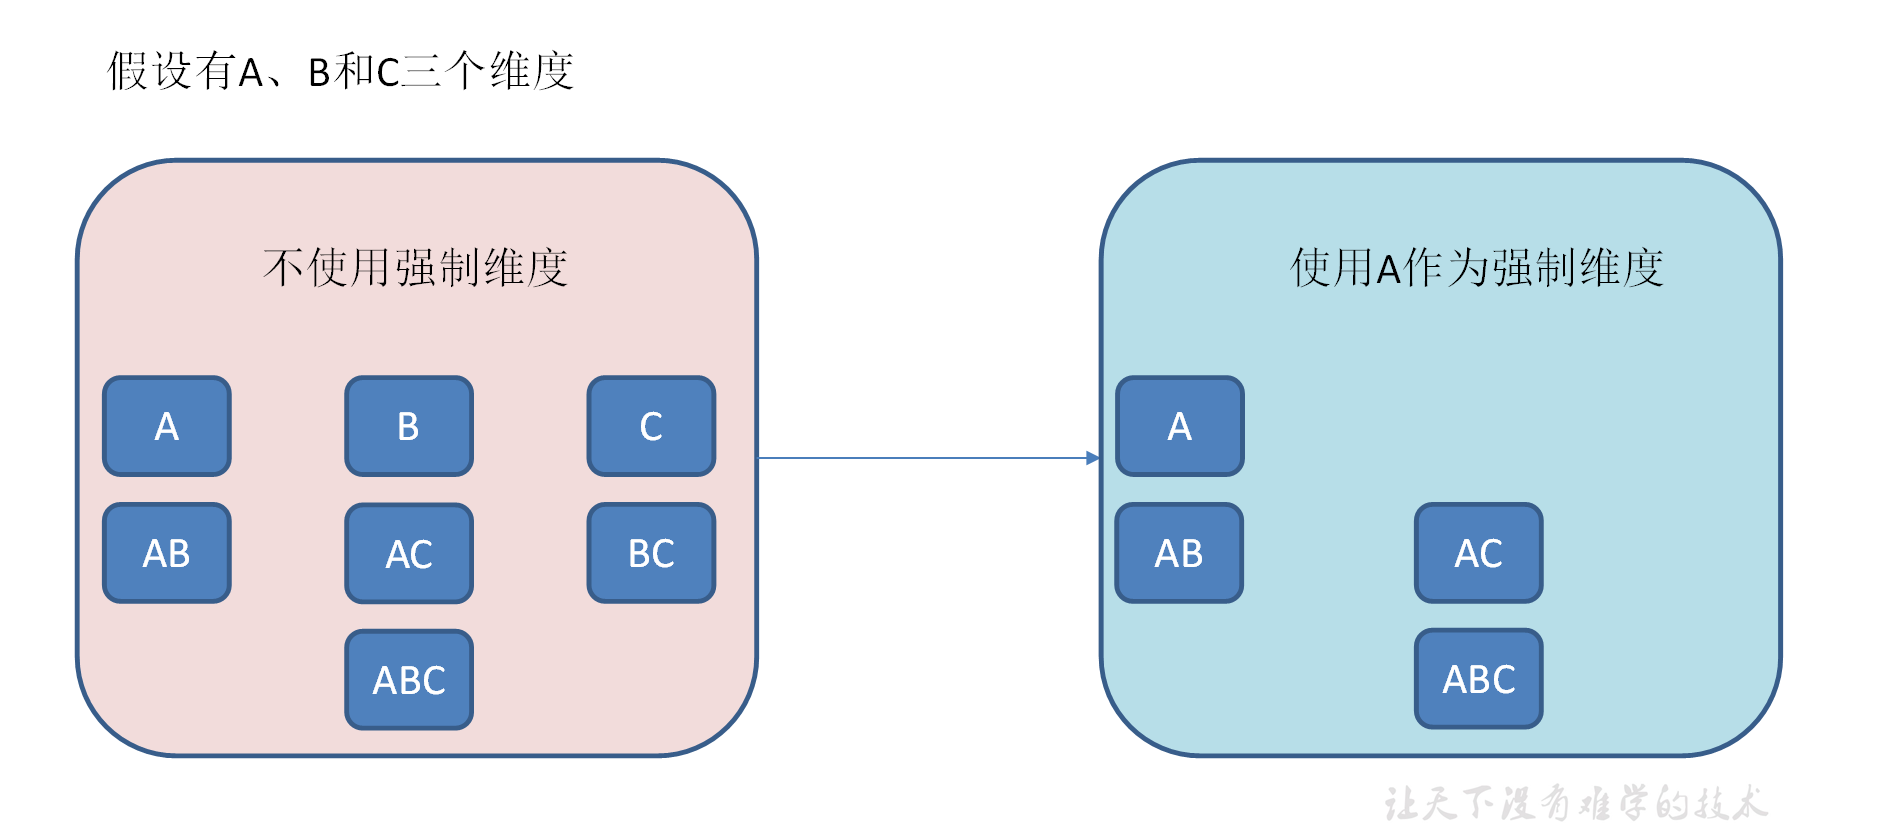 假设有A、B和C三个维度
不使用强制维度
A
B
C
AB
AC
BC
ABC
使用A作为强制维度
A
AB
AC
ABC
让天下没有难学的技术